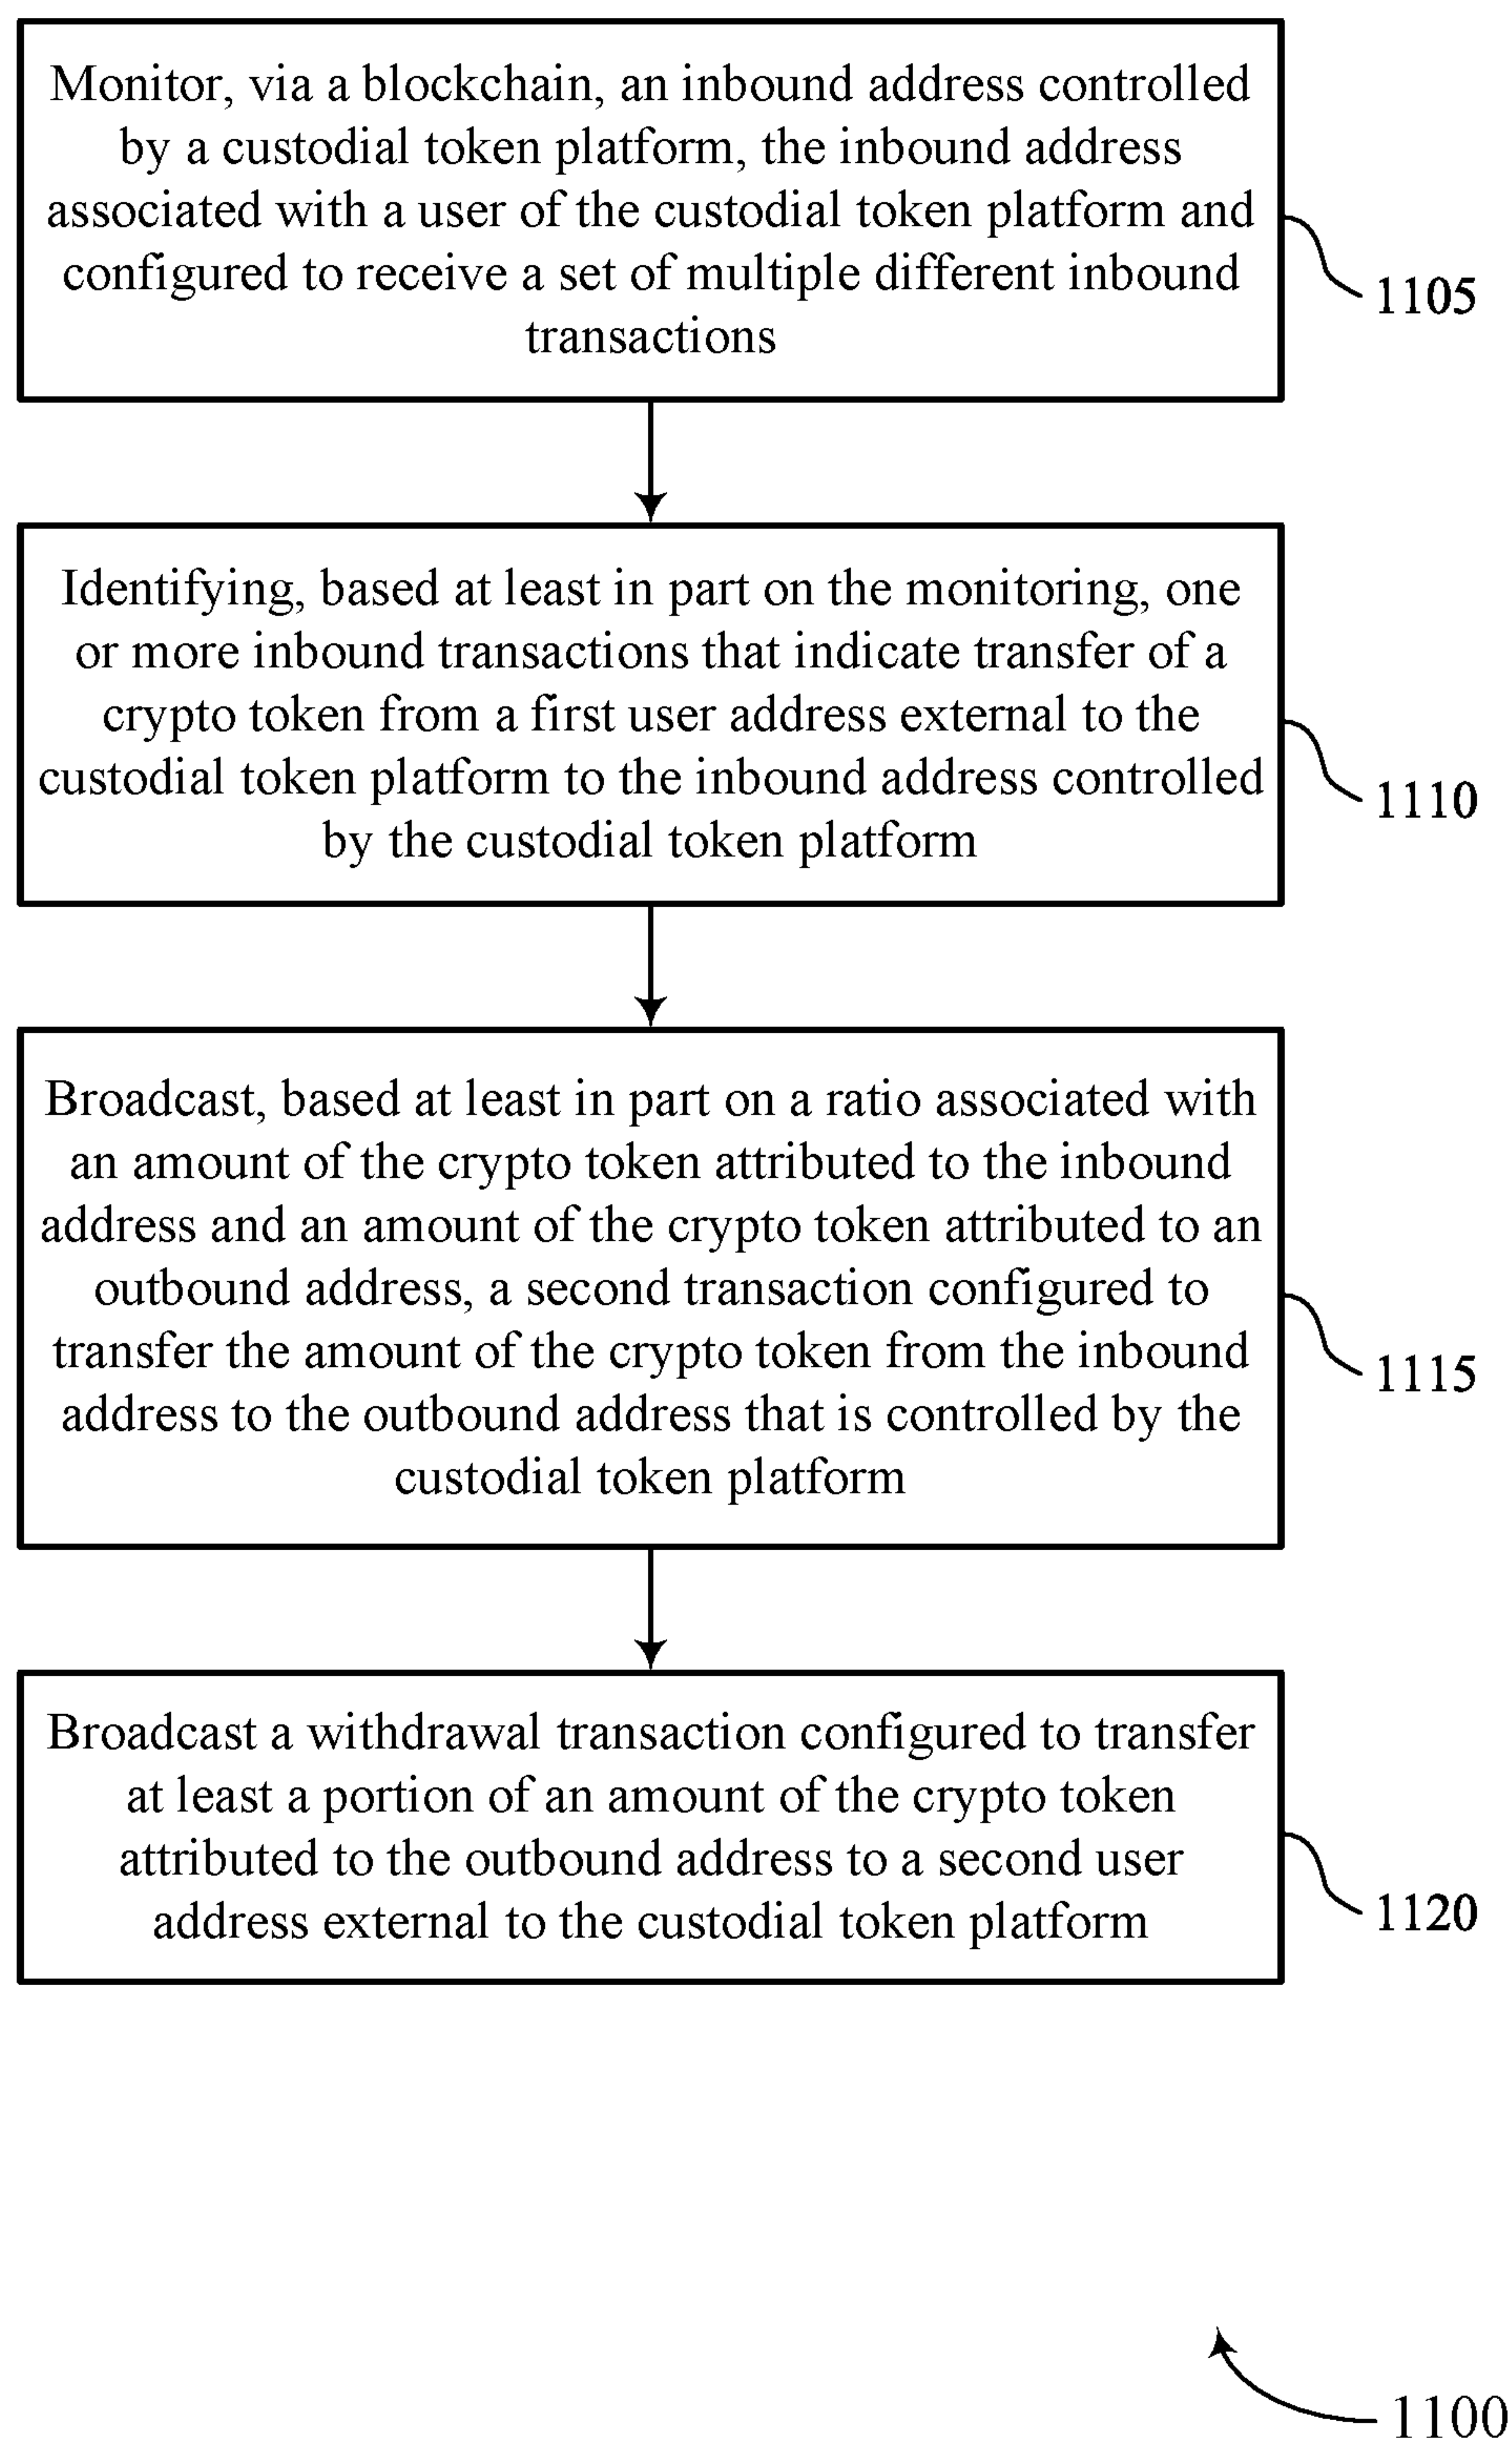 Monitor, via a blockchain, an inbound address controlled
by a custodial token platform, the inbound address
associated with a user of the custodial token platform and
configured to receive a set of multiple different inbound
transactions
1105
Identifying, based at least in part on the monitoring, one
or more inbound transactions that indicate transfer of a
crypto token from a first user address external to the
custodial token platform to the inbound address controlled
by the custodial token platform
1110
Broadcast, based at least in part on a ratio associated with
an amount of the crypto token attributed to the inbound
address and an amount of the crypto token attributed to an
outbound address, a second transaction configured to
transfer the amount of the crypto token from the inbound
address to the outbound address that is controlled by the
custodial token platform
1115
Broadcast a withdrawal transaction configured to transfer
at least a portion of an amount of the crypto token
attributed to the outbound address to a second user
address external to the custodial token platform
1120
1100